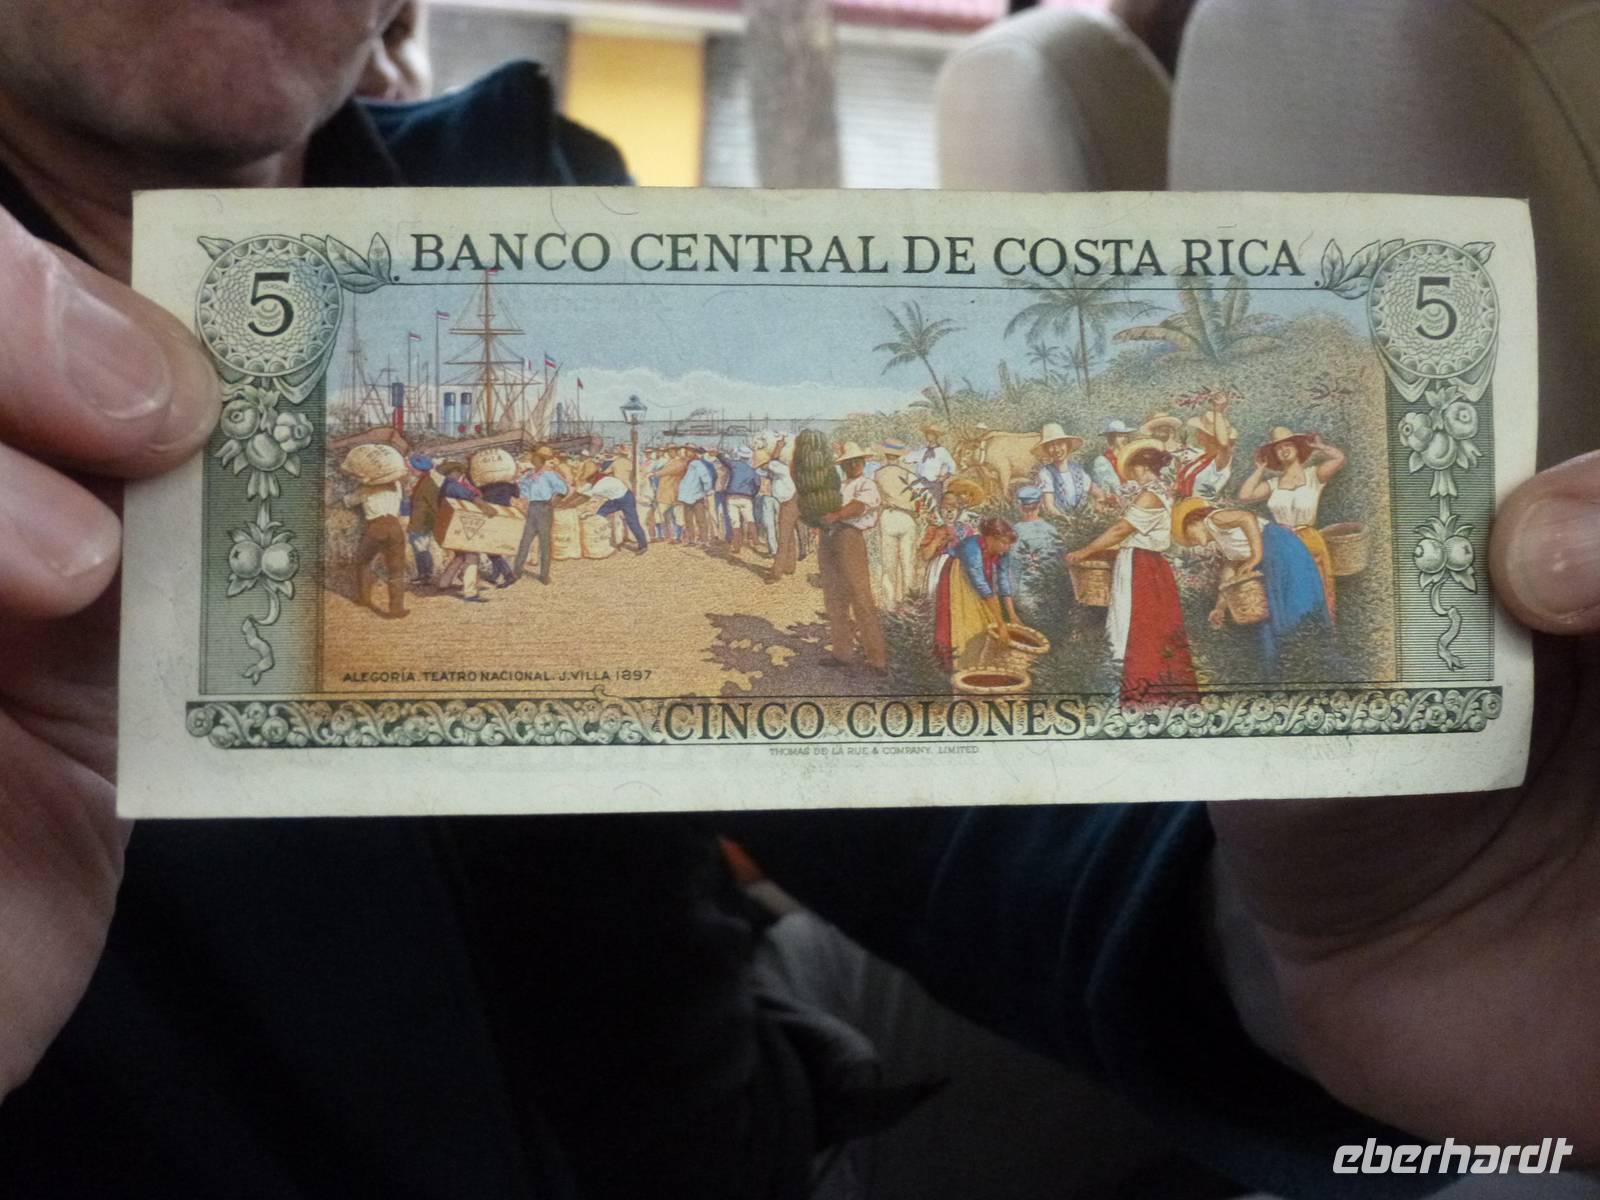 BANCO CENTRAL DE COSTA RICA
5
5
ALEGORÍA. TEATRO NACIONAL. J. VILLA 1897
CINCO COLONES
THOMAS DE LA RUE & COMPANY, LIMITED
eberhardt